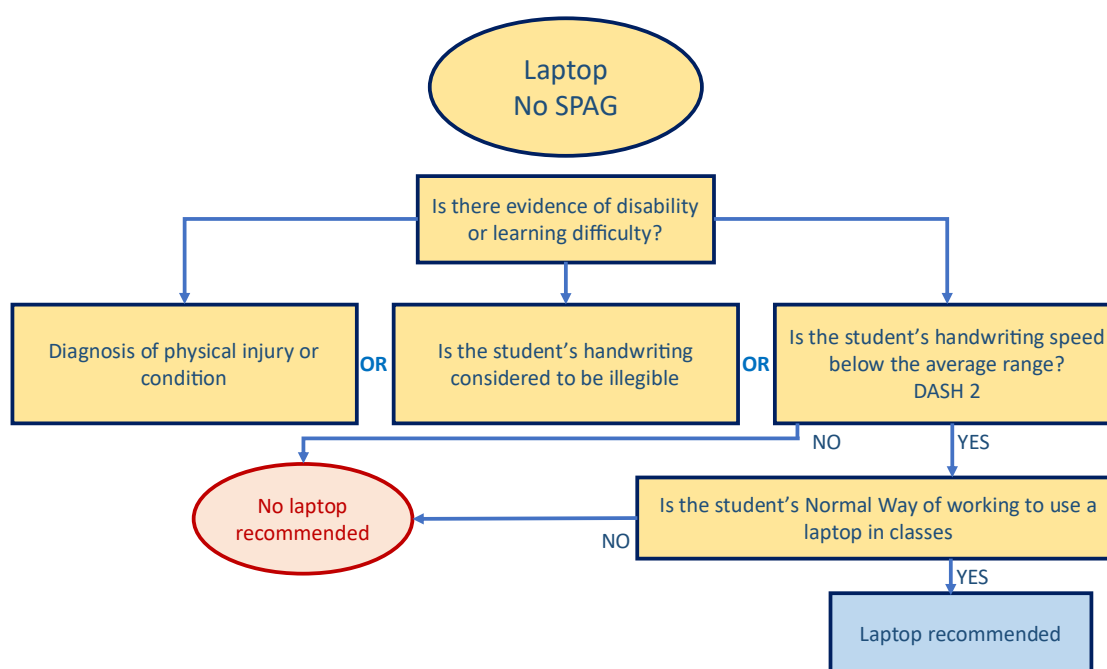 Laptop
No SPAG
Is there evidence of disability
or learning difficulty?
Diagnosis of physical injury or
condition
OR
Is the student's handwriting
considered to be illegible
OR
Is the student's handwriting speed
below the average range?
DASH 2
NO
YES
No laptop
recommended
Is the student's Normal Way of working to use a
laptop in classes
NO
YES
Laptop recommended